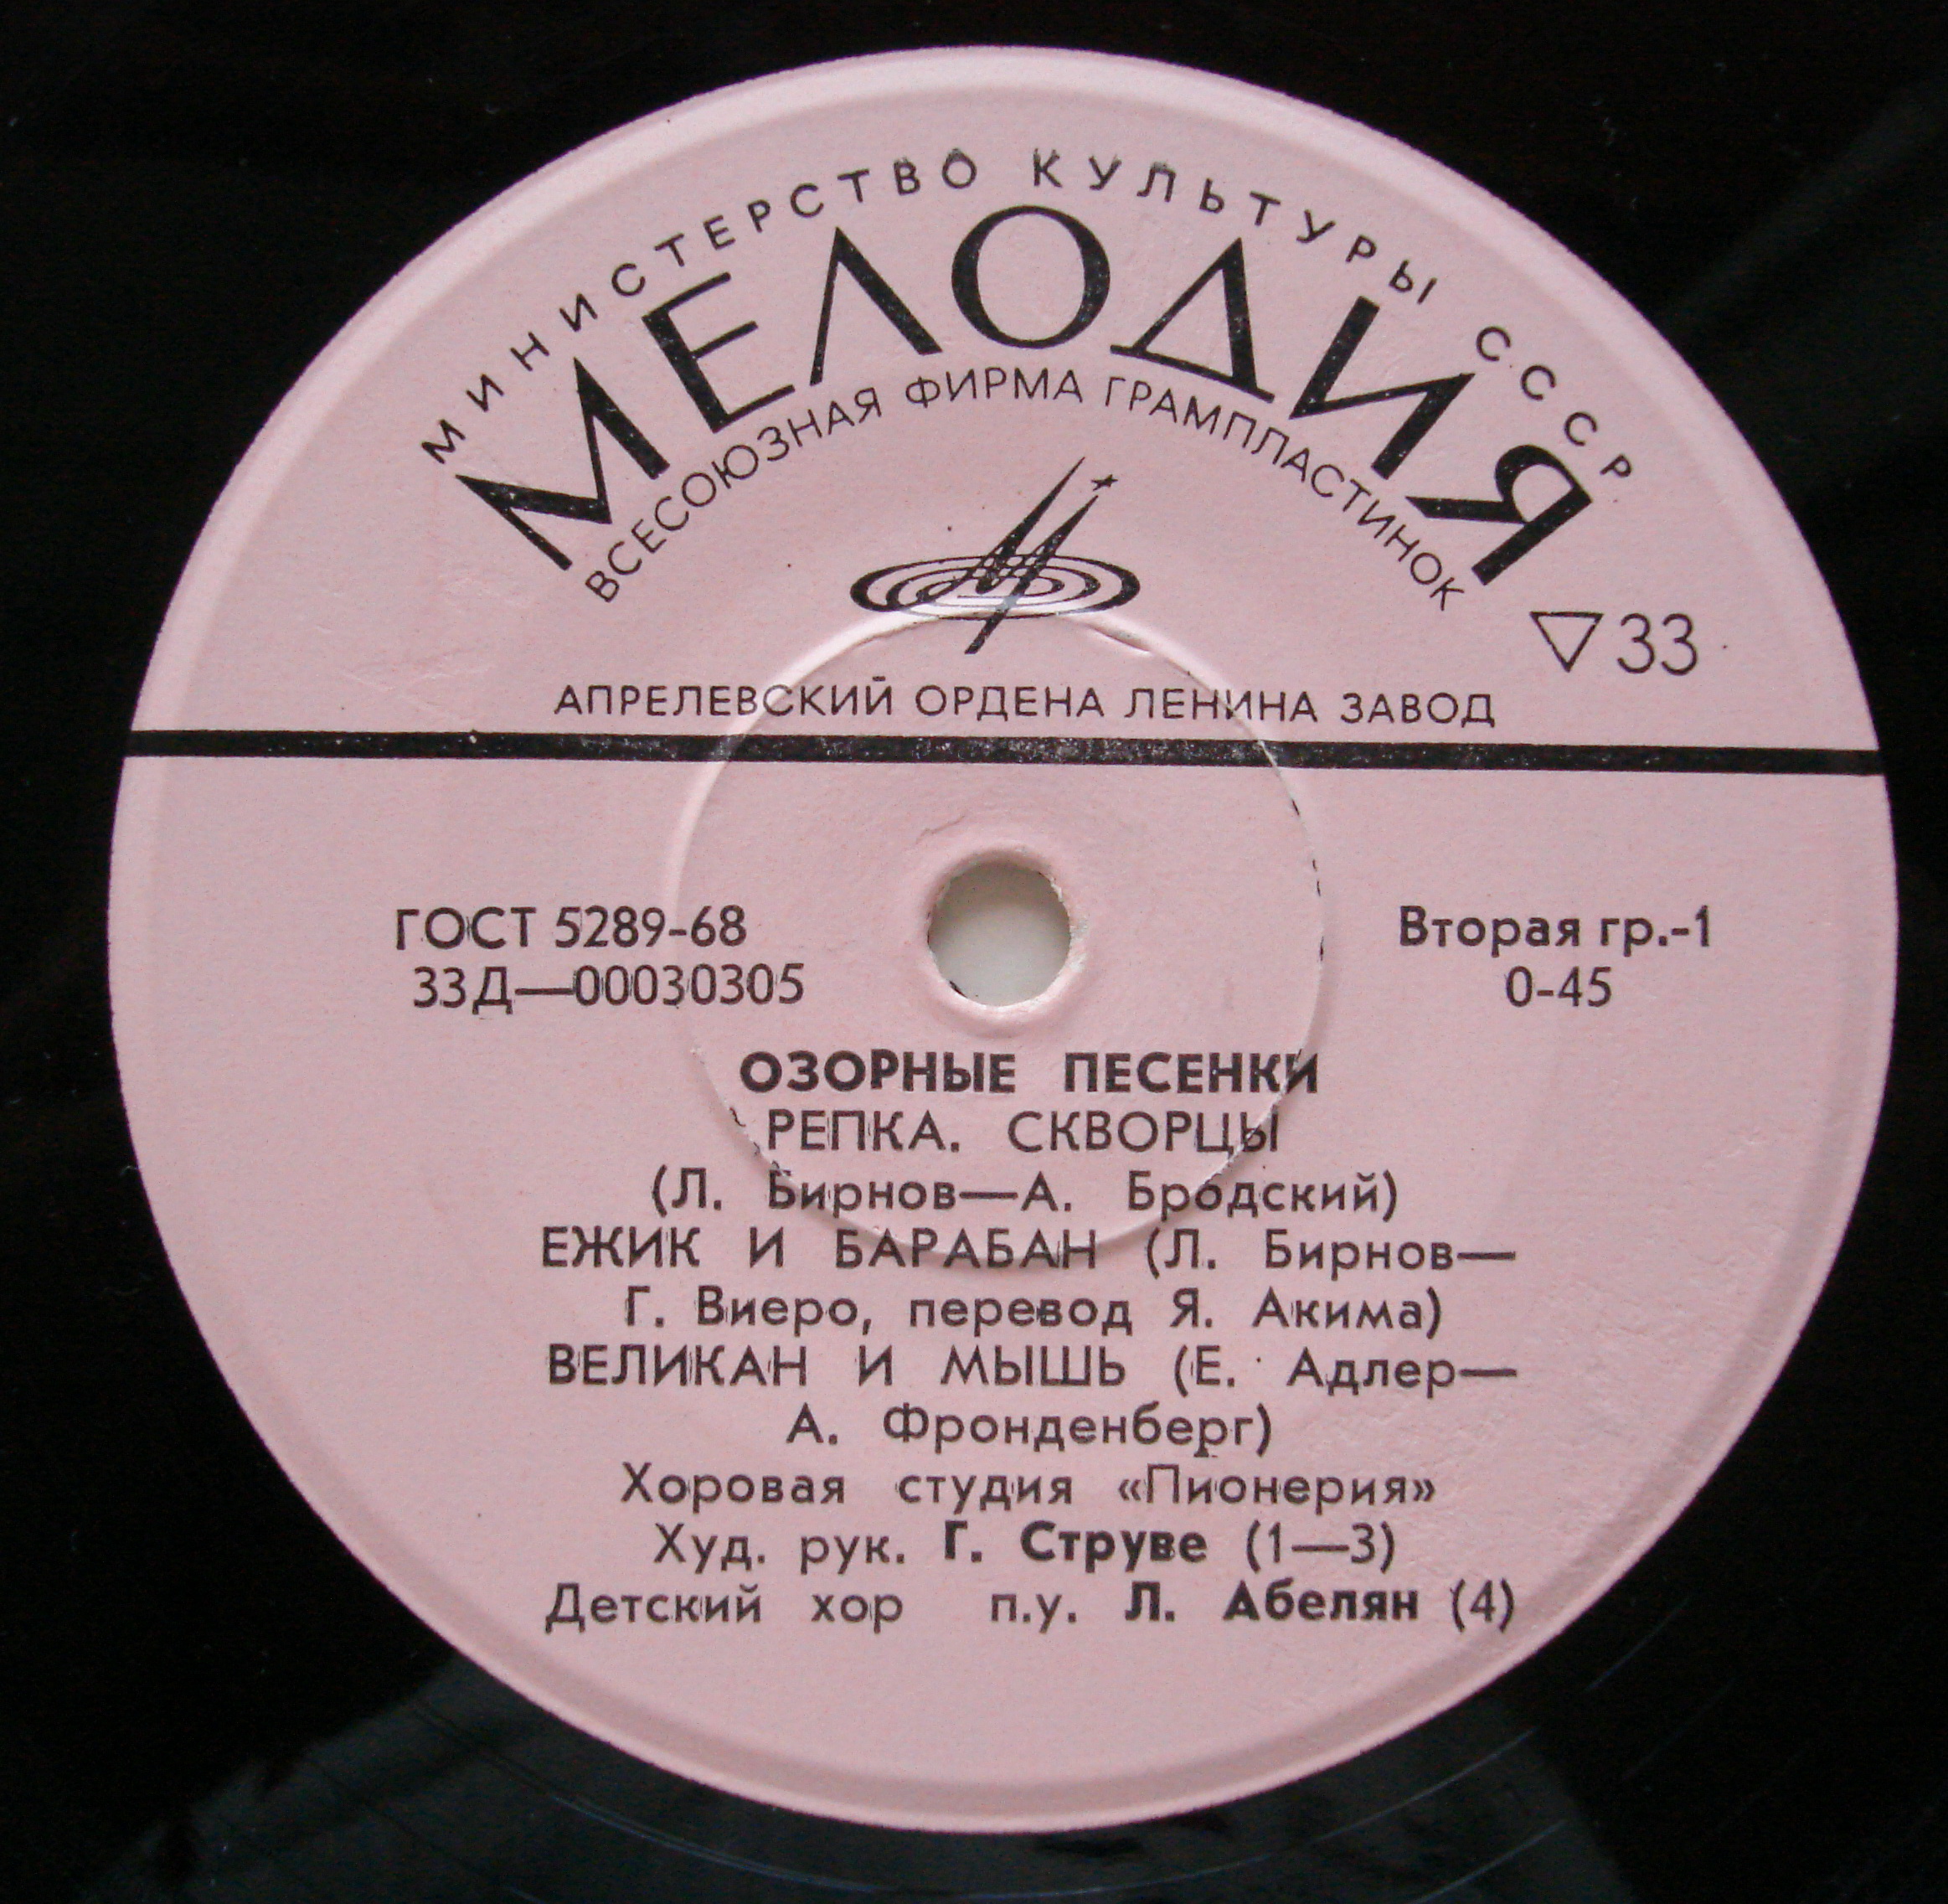 МИНИСТЕРСТВО КУЛЬТУРЫ СССР
МЕЛОДИЯ
ВСЕСОЮЗНАЯ ФИРМА ГРАМПЛАСТИНОК
▽33
АПРЕЛЕВСКИЙ ОРДЕНА ЛЕНИНА ЗАВОД
ГОСТ 5289-68
Вторая гр.-1
33Д—00030305
0-45
ОЗОРНЫЕ ПЕСЕНКИ
РЕПКА. СКВОРЦЫ
(Л. Бирнов—А. Бродский)
ЕЖИК И БАРАБАН (Л. Бирнов—
Г. Виеро, перевод Я. Акима)
ВЕЛИКАН И МЫШЬ (Е. Адлер—
А. Фронденберг)
Хоровая студия «Пионерия»
Худ. рук. Г. Струве (1—3)
Детский хор п.у. Л. Абелян (4)